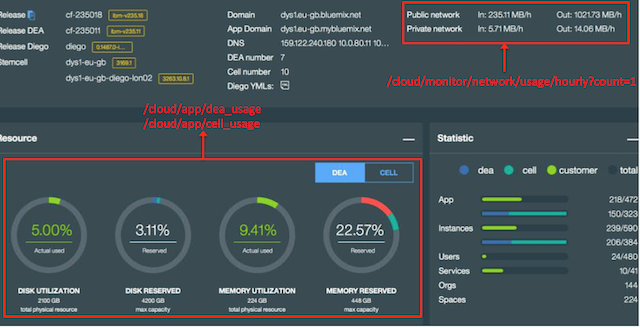 Release cf-235018 ibm-v235.18
Release DEA cf-235011 ibm-v235.11
Release Diego diego 0.1487.0-i...
Stemcell dys1-eu-gb 3169.1
dys1-eu-gb-diego-lon02 3263.10.8.1
Domain dys1.eu-gb.bluemix.net
App Domain dys1.eu-gb.mybluemix.net
DNS 159.122.240.180 10.0.80.11 10...
DEA number 7
Cell number 10
Diego YMLs:
Public network In: 235.11 MB/h Out: 1021.73 MB/h
Private network In: 5.71 MB/h Out: 14.06 MB/h
/cloud/monitor/network/usage/hourly?count=1
/cloud/app/dea_usage
/cloud/app/cell_usage
Resource
DEA CELL
5.00%
Actual used
DISK UTILIZATION
2100 GB
total physical resource
3.11%
Reserved
DISK RESERVED
4200 GB
max capacity
9.41%
Actual used
MEMORY UTILIZATION
224 GB
total physical resource
22.57%
Reserved
MEMORY RESERVED
448 GB
max capacity
Statistic
dea cell customer total
App 218/472
150/323
Instances 239/590
206/384
Users 24/480
Services 10/41
Orgs 144
Spaces 224